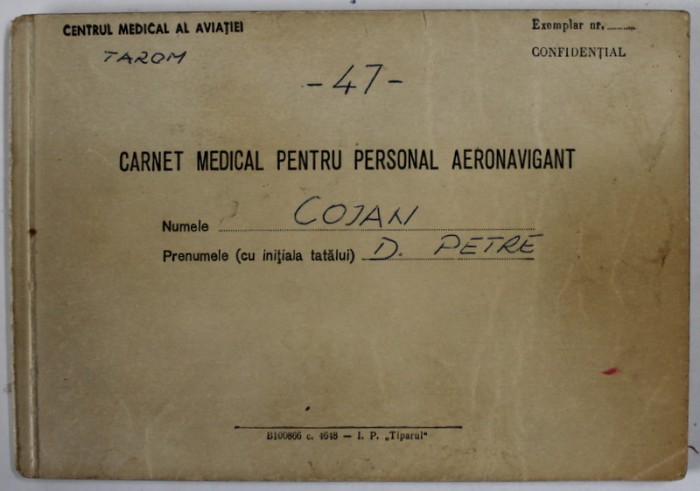 CENTRUL MEDICAL AL AVIAȚIEI
TAROM
Exemplar nr. ........
CONFIDENȚIAL
-47-
CARNET MEDICAL PENTRU PERSONAL AERONAVIGANT
Numele COJAN
Prenumele (cu inițiala tatălui) D. PETRE
B100866 c. 4648 — I. P. „Tiparul"